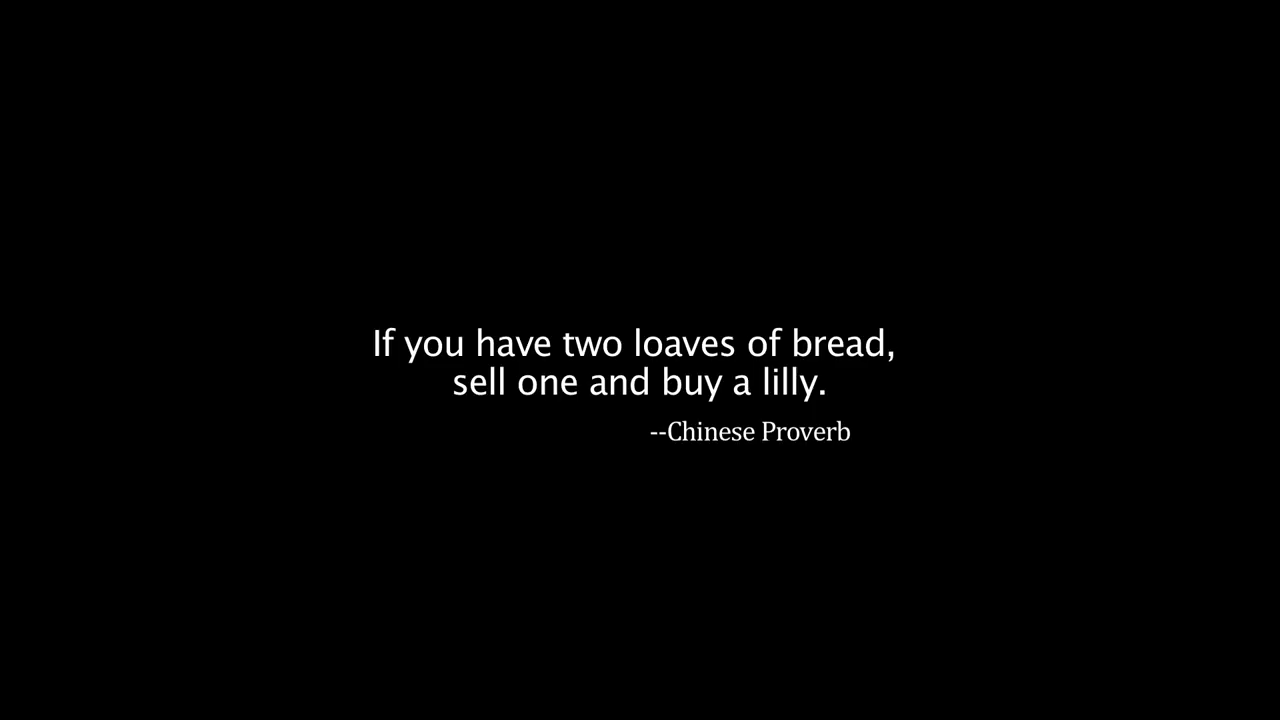 If you have two loaves of bread,
sell one and buy a lilly.
--Chinese Proverb